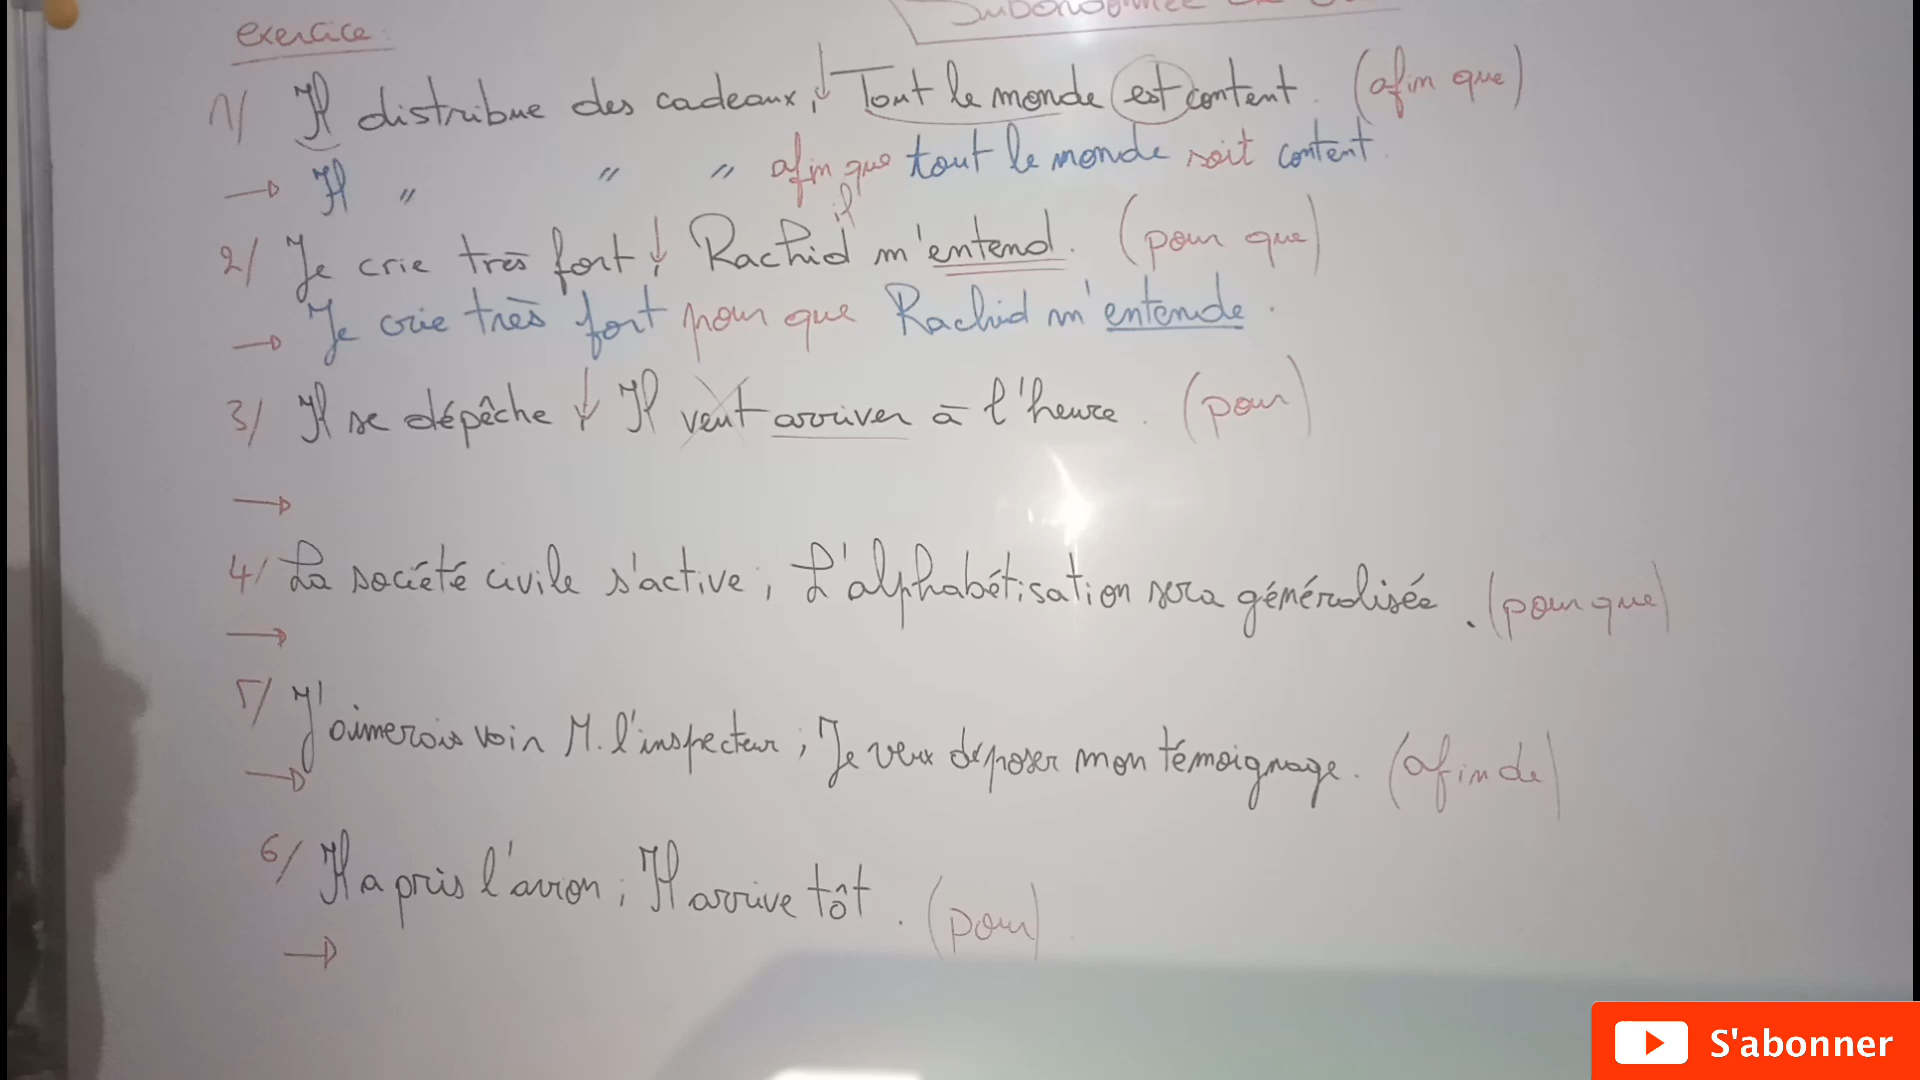 exercice :
1/ Il distribue des cadeaux ; Tout le monde est content. (afin que)
→ Il " " " afin que tout le monde soit content.
il
2/ Je crie très fort ; Rachid m'entend. (pour que)
→ Je crie très fort pour que Rachid m'entende.
3/ Il se dépêche ; Il veut arriver à l'heure. (pour)
→
4/ La société civile s'active ; L'alphabétisation sera généralisée. (pour que)
→
5/ J'aimerais voir M. l'inspecteur ; Je veux déposer mon témoignage. (afin de)
→
6/ Il a pris l'avion ; Il arrive tôt. (pour)
→
S'abonner